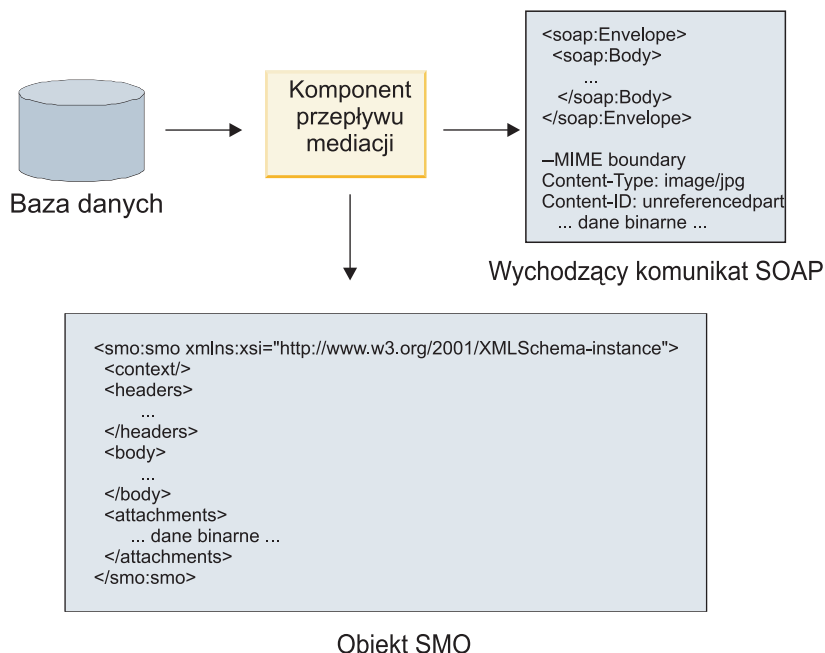 <soap:Envelope>
<soap:Body>
...
</soap:Body>
</soap:Envelope>
–MIME boundary
Content-Type: image/jpg
Content-ID: unreferencedpart
... dane binarne ...
Komponent
przepływu
mediacji
Baza danych
Wychodzący komunikat SOAP
<smo:smo xmlns:xsi="http://www.w3.org/2001/XMLSchema-instance">
<context/>
<headers>
...
</headers>
<body>
...
</body>
<attachments>
... dane binarne ...
</attachments>
</smo:smo>
Obiekt SMO